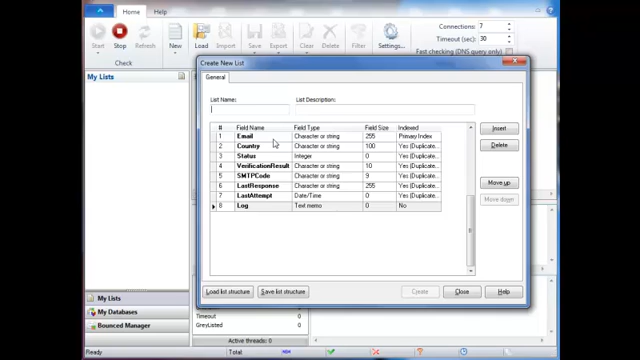 Home Help
Connections: 7
Timeout (sec): 30
Fast checking (DNS query only)
Start Stop Refresh New Load Import Save Export Clear Delete Filter Settings...
Check
My Lists
Create New List
General
List Name: List Description:
# Field Name Field Type Field Size Indexed
1 Email Character or string 255 Primary Index
2 Country Character or string 100 Yes (Duplicate...
3 Status Integer 0 Yes (Duplicate...
4 VerificationResult Character or string 10 Yes (Duplicate...
5 SMTPCode Character or string 9 Yes (Duplicate...
6 LastResponse Character or string 255 Yes (Duplicate...
7 LastAttempt Date/Time 0 Yes (Duplicate...
8 Log Text memo 0 No
Insert
Delete
Move up
Move down
Load list structure Save list structure Create Close Help
My Lists
My Databases
Bounced Manager
Timeout 0
GreyListed 0
Active threads: 0
Ready Total: